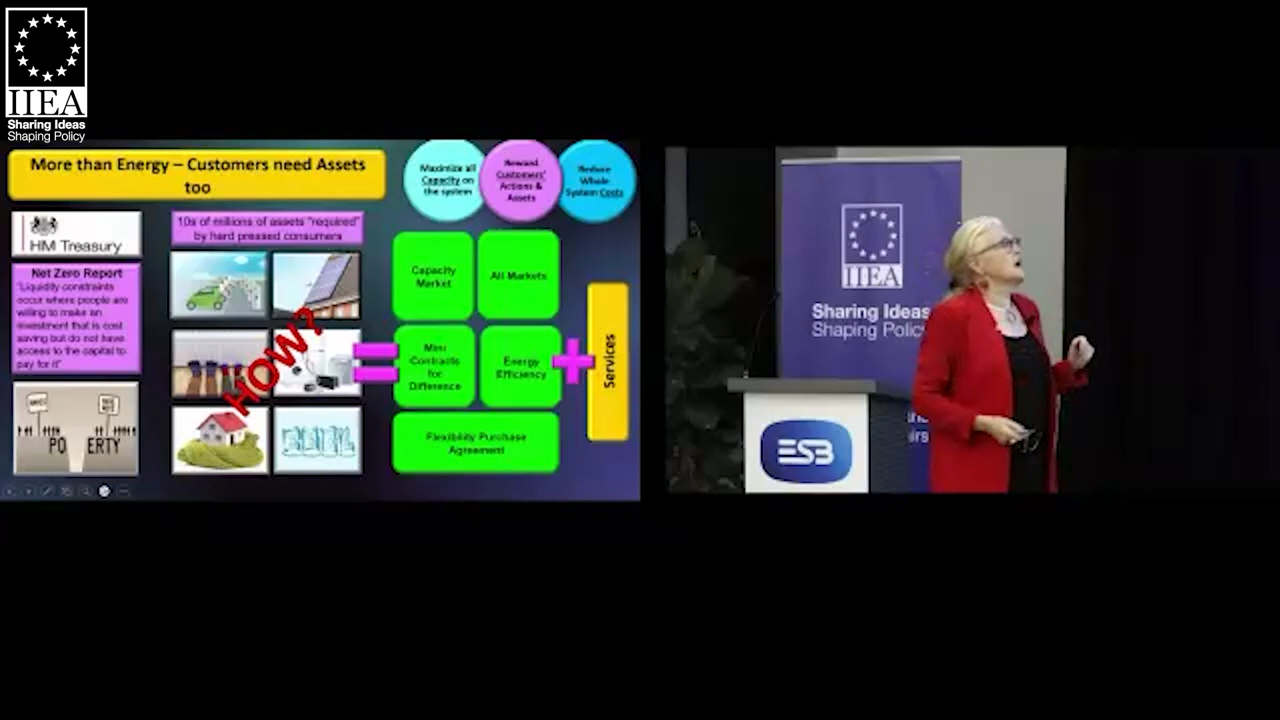 IIEA
Sharing Ideas
Shaping Policy
More than Energy – Customers need Assets
too
Maximize all
Capacity on
the system
Reward
Customers'
Actions &
Assets
Reduce
Whole
System Costs
HM Treasury
10s of millions of assets "required"
by hard pressed consumers
Net Zero Report
"Liquidity constraints
occur where people are
willing to make an
investment that is cost
saving but do not have
access to the capital to
pay for it"
PO ERTY
HOW?
Capacity
Market
All Markets
Mini
Contracts
for
Difference
Energy
Efficiency
Flexibility Purchase
Agreement
Services
IIEA
Sharing Ideas
Shaping Policy
ESB